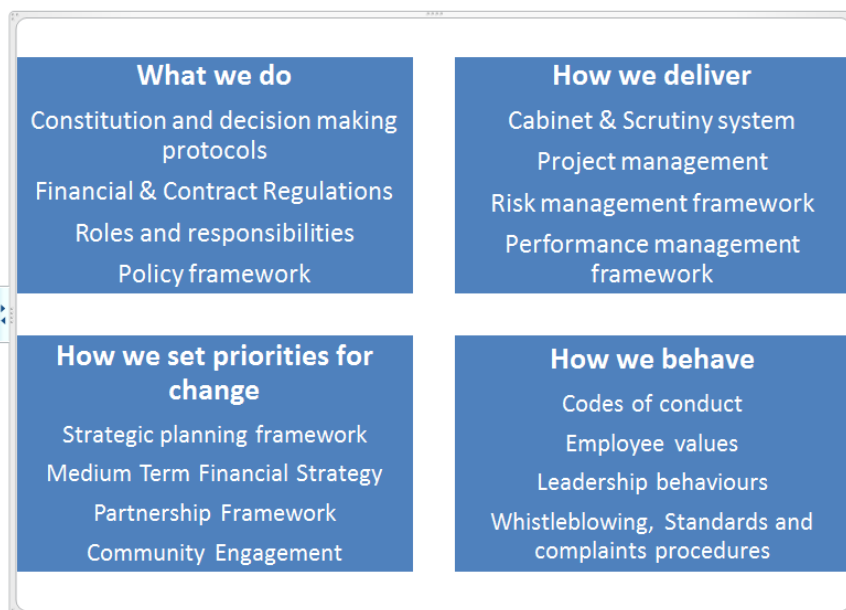 What we do
Constitution and decision making
protocols
Financial & Contract Regulations
Roles and responsibilities
Policy framework
How we deliver
Cabinet & Scrutiny system
Project management
Risk management framework
Performance management
framework
How we set priorities for
change
Strategic planning framework
Medium Term Financial Strategy
Partnership Framework
Community Engagement
How we behave
Codes of conduct
Employee values
Leadership behaviours
Whistleblowing, Standards and
complaints procedures